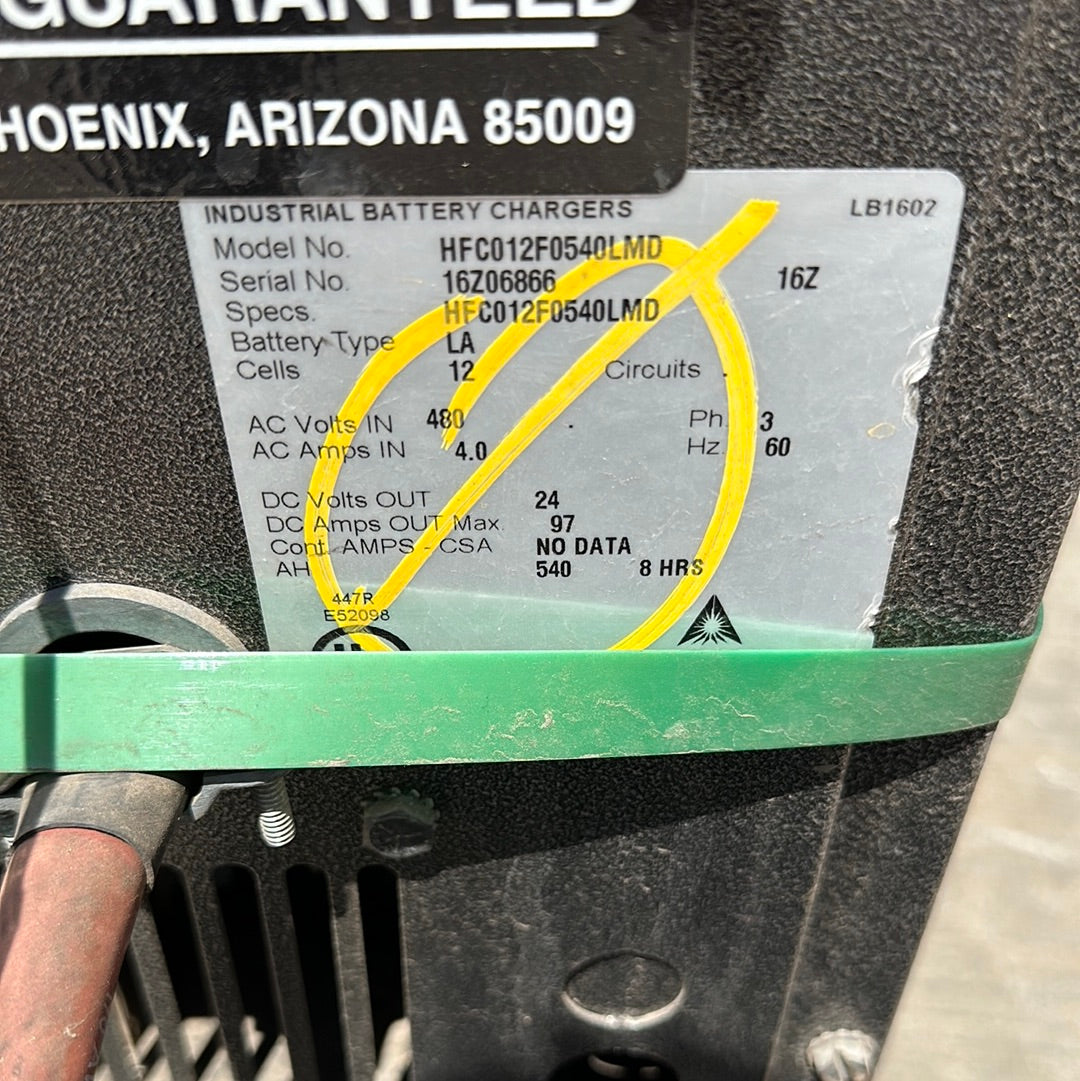 GUARANTEED
HOENIX, ARIZONA 85009
INDUSTRIAL BATTERY CHARGERS LB1602
Model No. HFC012F0540LMD
Serial No. 16Z06866 16Z
Specs. HFC012F0540LMD
Battery Type LA
Cells 12 Circuits
AC Volts IN 480 Ph. 3
AC Amps IN 4.0 Hz. 60
DC Volts OUT 24
DC Amps OUT Max. 97
Cont. AMPS - CSA NO DATA
AH 540 8 HRS
447R
E52098